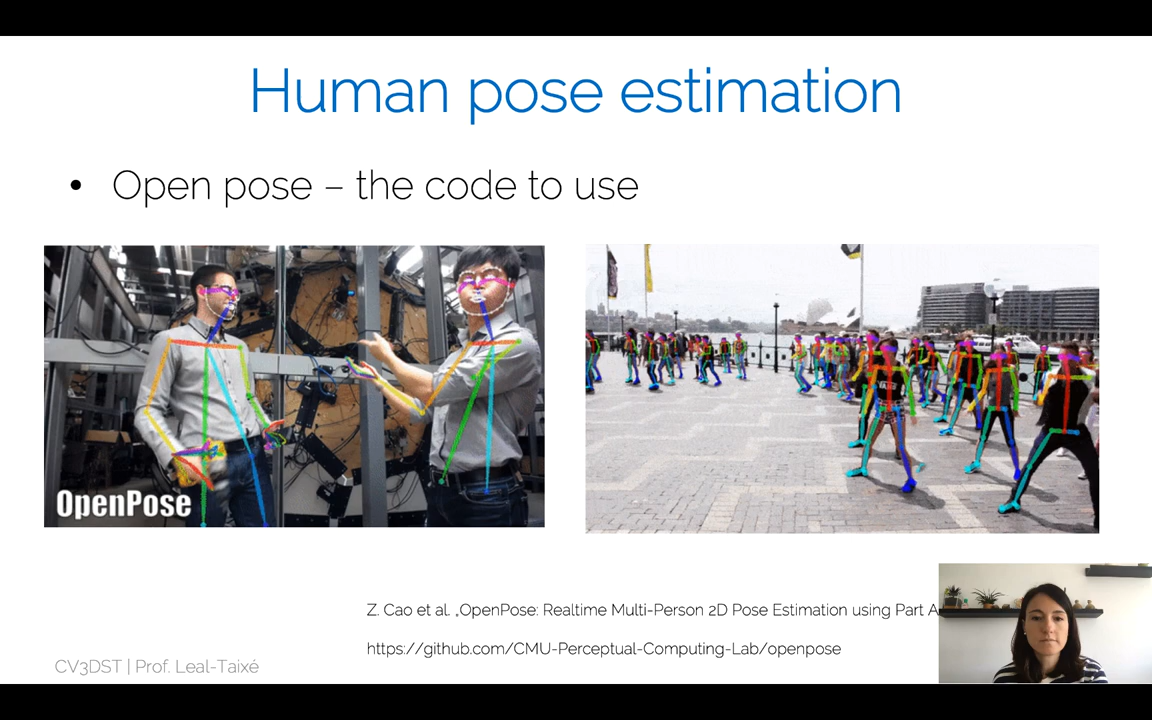 Human pose estimation
• Open pose – the code to use
OpenPose
Z. Cao et al. „OpenPose: Realtime Multi-Person 2D Pose Estimation using Part
https://github.com/CMU-Perceptual-Computing-Lab/openpose
CV3DST | Prof. Leal-Taixé